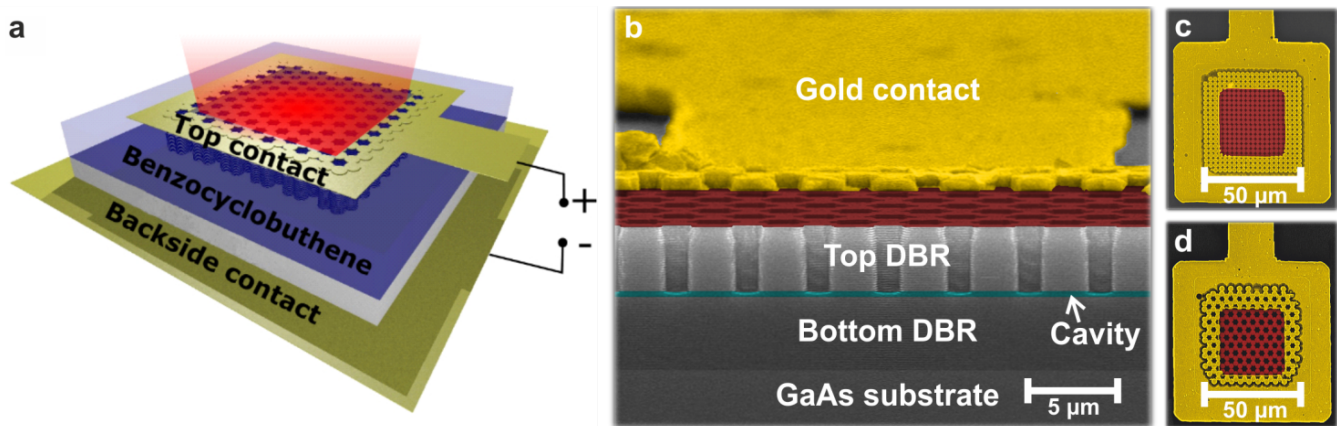 a
Top contact
Benzocyclobuthene
Backside contact
+
-
b
Gold contact
Top DBR
Cavity
Bottom DBR
GaAs substrate
5 µm
c
50 µm
d
50 µm